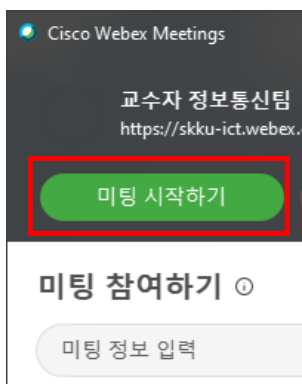 Cisco Webex Meetings
교수자 정보통신팀
https://skku-ict.webex.
미팅 시작하기
미팅 참여하기
미팅 정보 입력